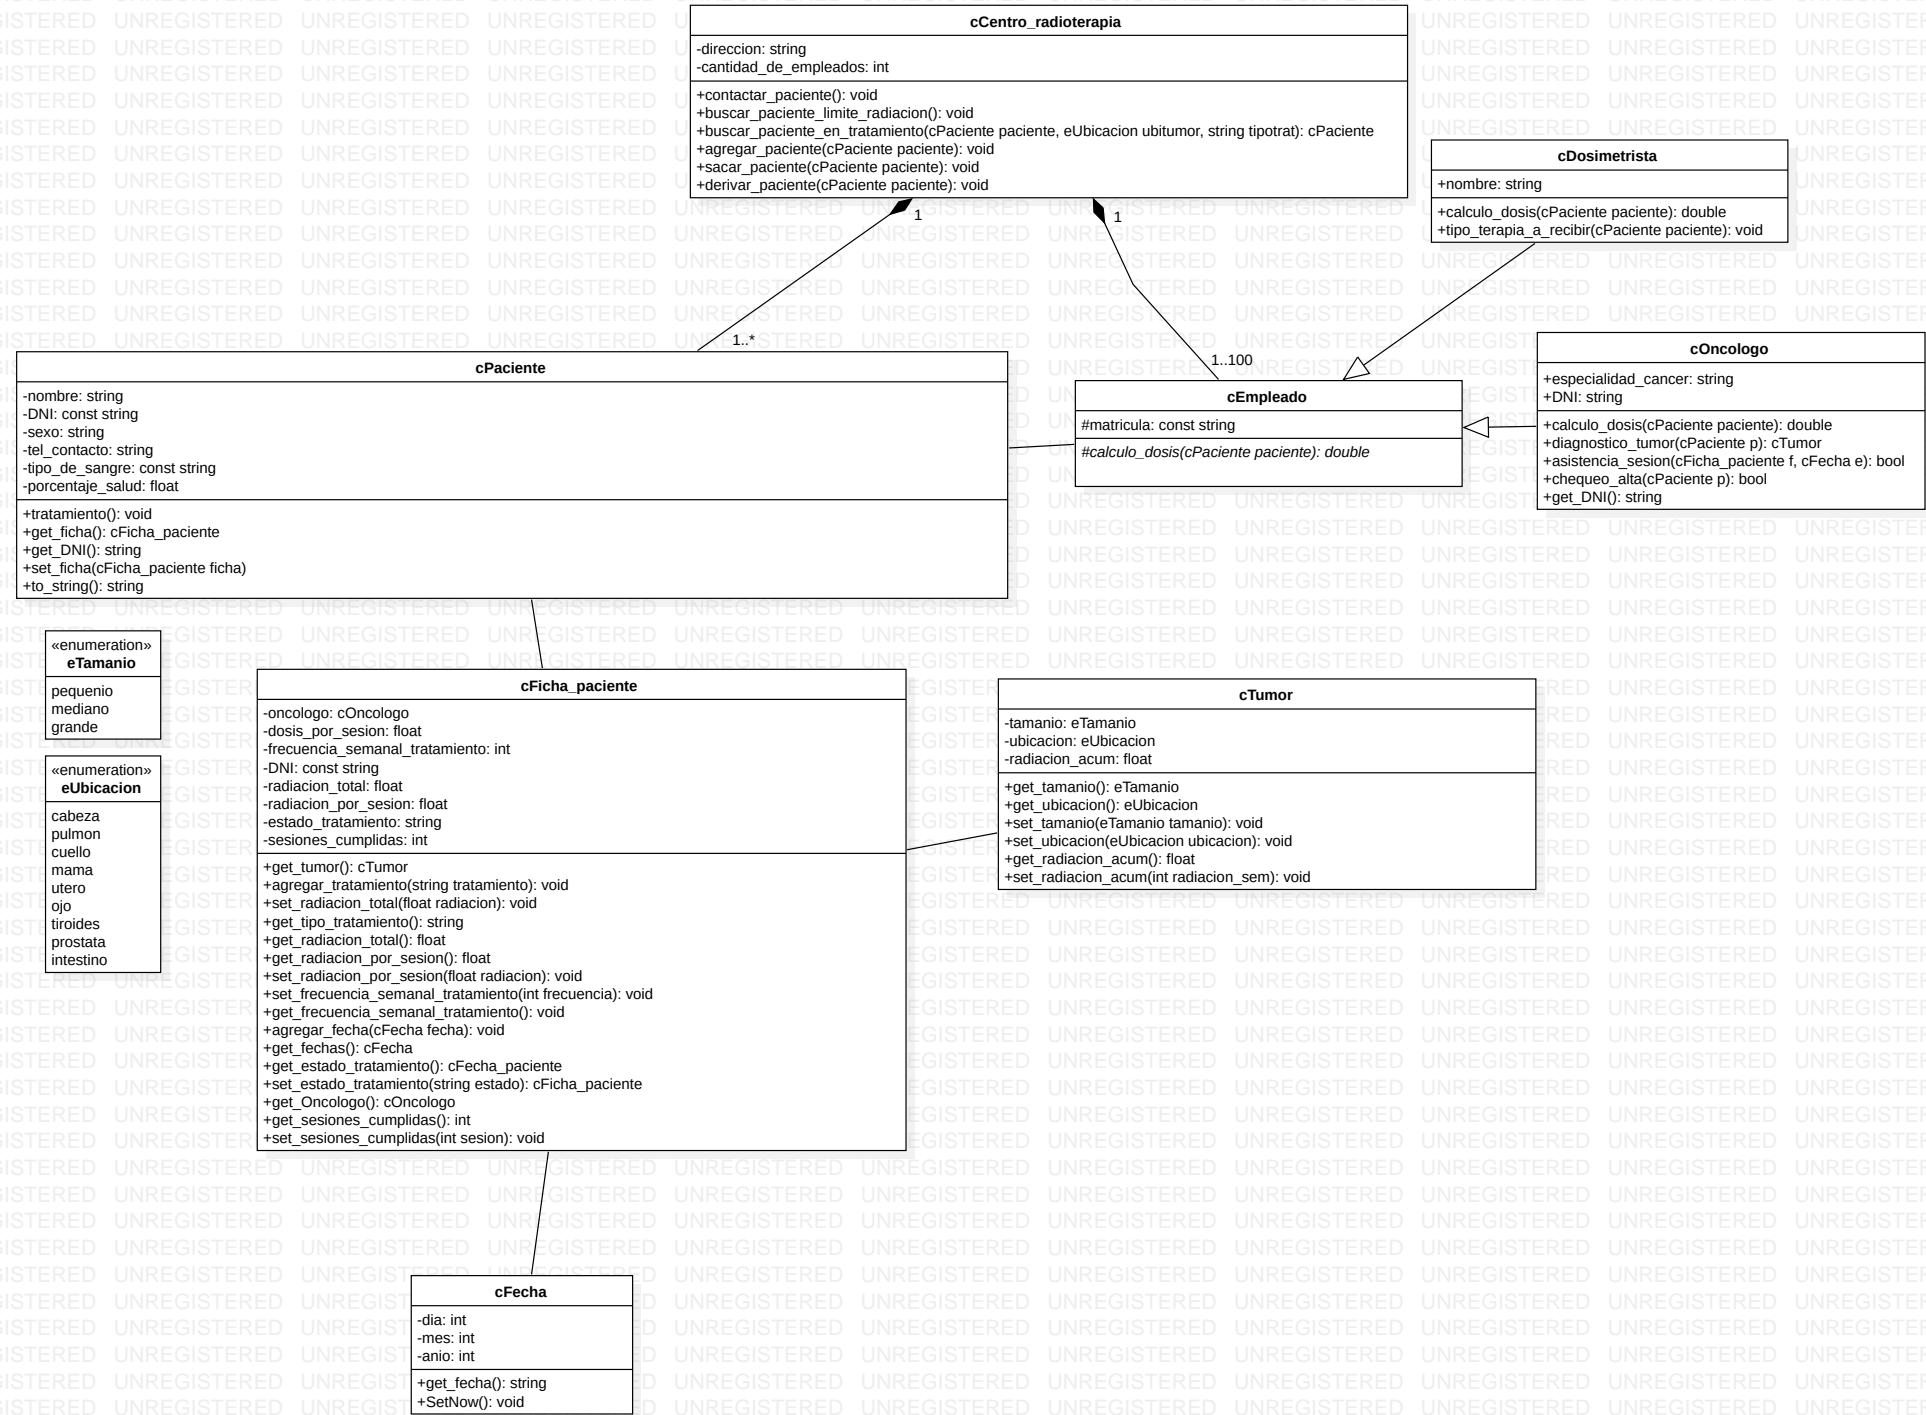 cCentro_radioterapia
-direccion: string
-cantidad_de_empleados: int
+contactar_paciente(): void
+buscar_paciente_limite_radiacion(): void
+buscar_paciente_en_tratamiento(cPaciente paciente, eUbicacion ubitumor, string tipotrat): cPaciente
+agregar_paciente(cPaciente paciente): void
+sacar_paciente(cPaciente paciente): void
+derivar_paciente(cPaciente paciente): void
1
1
cDosimetrista
+nombre: string
+calculo_dosis(cPaciente paciente): double
+tipo_terapia_a_recibir(cPaciente paciente): void
1..*
1..100
cPaciente
-nombre: string
-DNI: const string
-sexo: string
-tel_contacto: string
-tipo_de_sangre: const string
-porcentaje_salud: float
+tratamiento(): void
+get_ficha(): cFicha_paciente
+get_DNI(): string
+set_ficha(cFicha_paciente ficha)
+to_string(): string
cEmpleado
#matricula: const string
#calculo_dosis(cPaciente paciente): double
cOncologo
+especialidad_cancer: string
+DNI: string
+calculo_dosis(cPaciente paciente): double
+diagnostico_tumor(cPaciente p): cTumor
+asistencia_sesion(cFicha_paciente f, cFecha e): bool
+chequeo_alta(cPaciente p): bool
+get_DNI(): string
«enumeration»
eTamanio
pequenio
mediano
grande
«enumeration»
eUbicacion
cabeza
pulmon
cuello
mama
utero
ojo
tiroides
prostata
intestino
cFicha_paciente
-oncologo: cOncologo
-dosis_por_sesion: float
-frecuencia_semanal_tratamiento: int
-DNI: const string
-radiacion_total: float
-radiacion_por_sesion: float
-estado_tratamiento: string
-sesiones_cumplidas: int
+get_tumor(): cTumor
+agregar_tratamiento(string tratamiento): void
+set_radiacion_total(float radiacion): void
+get_tipo_tratamiento(): string
+get_radiacion_total(): float
+get_radiacion_por_sesion(): float
+set_radiacion_por_sesion(float radiacion): void
+set_frecuencia_semanal_tratamiento(int frecuencia): void
+get_frecuencia_semanal_tratamiento(): void
+agregar_fecha(cFecha fecha): void
+get_fechas(): cFecha
+get_estado_tratamiento(): cFecha_paciente
+set_estado_tratamiento(string estado): cFicha_paciente
+get_Oncologo(): cOncologo
+get_sesiones_cumplidas(): int
+set_sesiones_cumplidas(int sesion): void
cTumor
-tamanio: eTamanio
-ubicacion: eUbicacion
-radiacion_acum: float
+get_tamanio(): eTamanio
+get_ubicacion(): eUbicacion
+set_tamanio(eTamanio tamanio): void
+set_ubicacion(eUbicacion ubicacion): void
+get_radiacion_acum(): float
+set_radiacion_acum(int radiacion_sem): void
cFecha
-dia: int
-mes: int
-anio: int
+get_fecha(): string
+SetNow(): void
UNREGISTERED